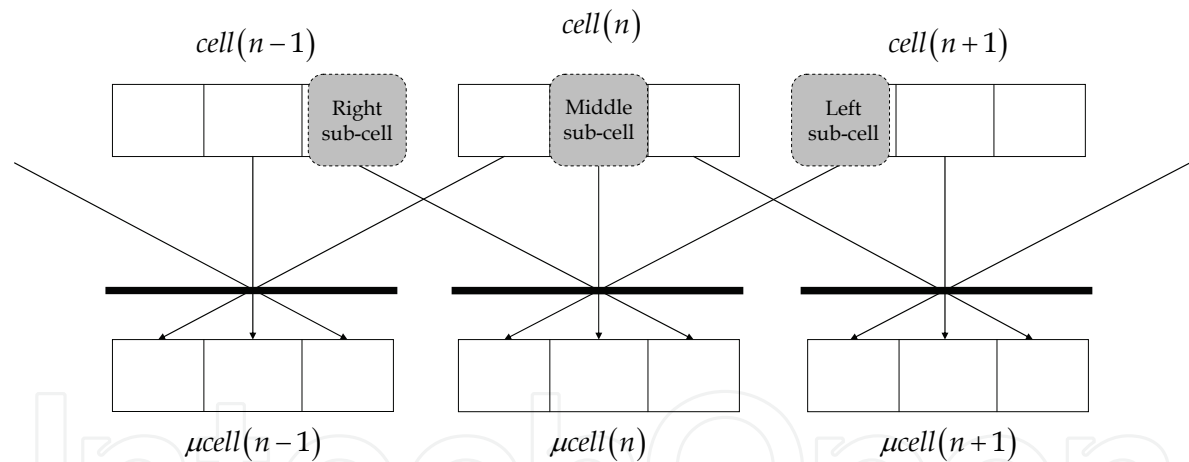 cell(n−1)
cell(n)
cell(n+1)
Right
sub-cell
Middle
sub-cell
Left
sub-cell
μcell(n−1)
μcell(n)
μcell(n+1)
IntechOpen